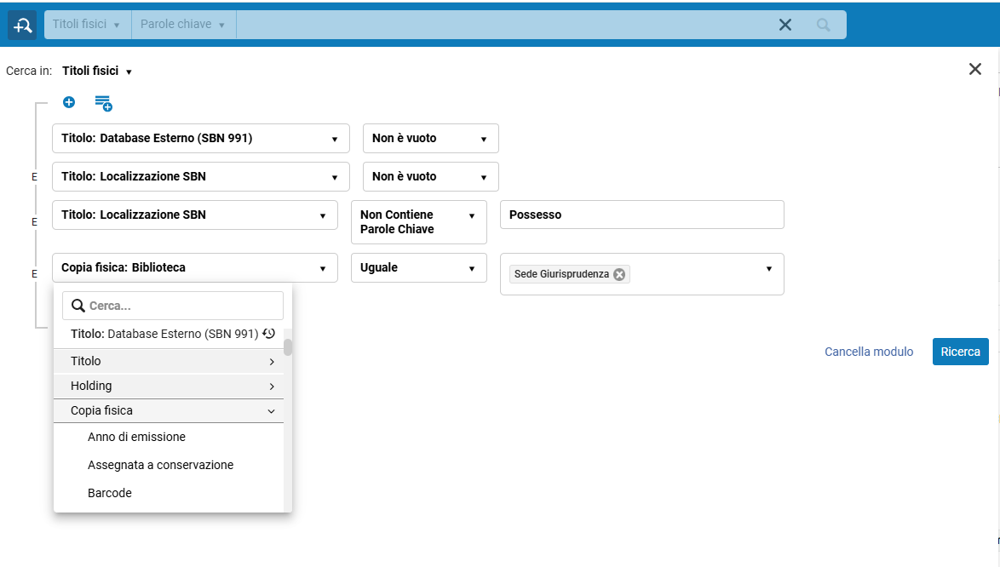 Titoli fisici Parole chiave
Cerca in: Titoli fisici
Titolo: Database Esterno (SBN 991) Non è vuoto
E Titolo: Localizzazione SBN Non è vuoto
E Titolo: Localizzazione SBN Non Contiene Parole Chiave Possesso
E Copia fisica: Biblioteca Uguale Sede Giurisprudenza
Cerca...
Titolo: Database Esterno (SBN 991)
Titolo
Holding
Copia fisica
Anno di emissione
Assegnata a conservazione
Barcode
Cancella modulo Ricerca